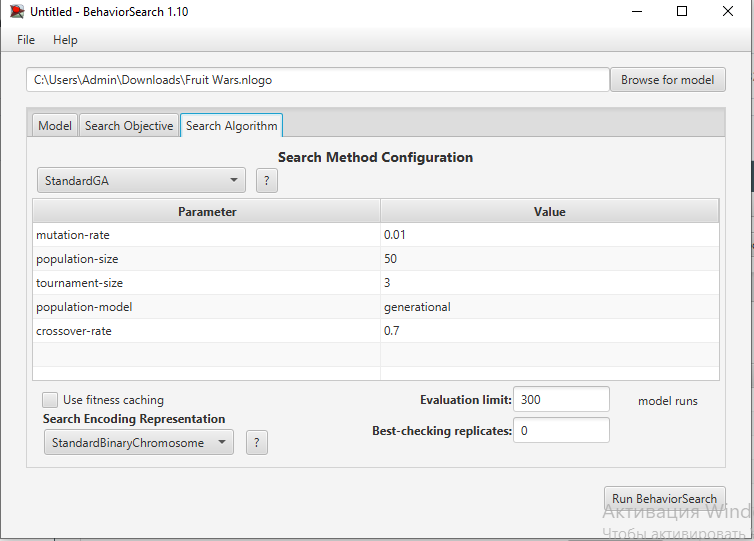 Untitled - BehaviorSearch 1.10
File Help
C:\Users\Admin\Downloads\Fruit Wars.nlogo Browse for model
Model Search Objective Search Algorithm
Search Method Configuration
StandardGA ?
Parameter Value
mutation-rate 0.01
population-size 50
tournament-size 3
population-model generational
crossover-rate 0.7
Use fitness caching Evaluation limit: 300 model runs
Search Encoding Representation
Best-checking replicates: 0
StandardBinaryChromosome ?
Run BehaviorSearch
Активация Wind
Чтобы активировать